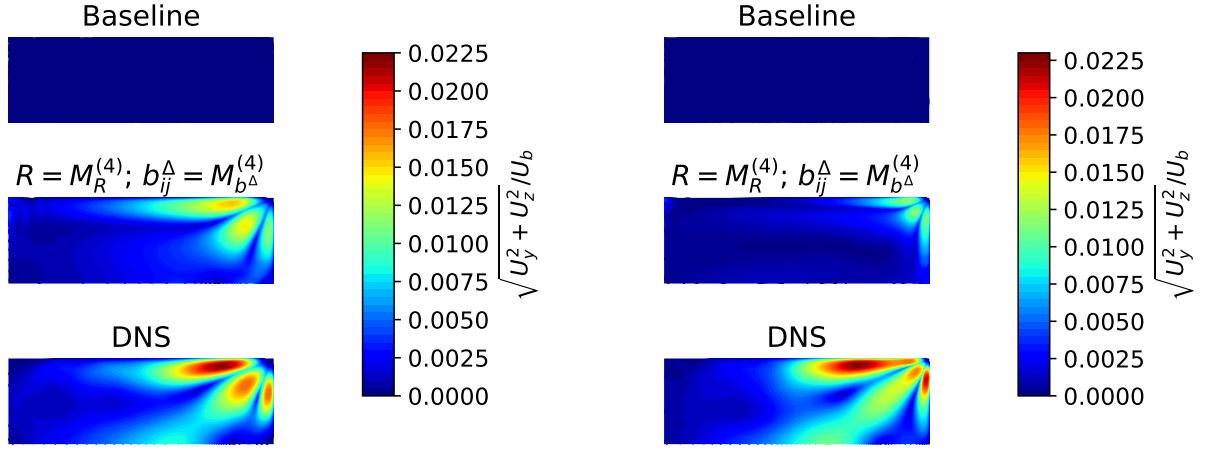 Baseline
R = M_R^{(4)}; b_{ij}^Δ = M_{b^Δ}^{(4)}
DNS
0.0225
0.0200
0.0175
0.0150
0.0125
0.0100
0.0075
0.0050
0.0025
0.0000
√(U_y^2 + U_z^2)/U_b
Baseline
R = M_R^{(4)}; b_{ij}^Δ = M_{b^Δ}^{(4)}
DNS
0.0225
0.0200
0.0175
0.0150
0.0125
0.0100
0.0075
0.0050
0.0025
0.0000
√(U_y^2 + U_z^2)/U_b